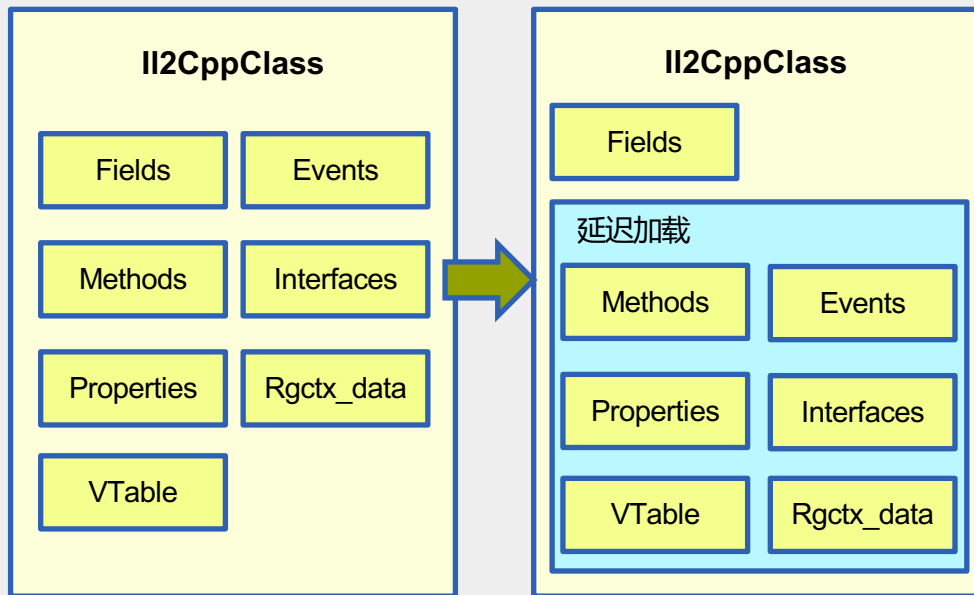 Il2CppClass
Fields
Events
Methods
Interfaces
Properties
Rgctx_data
VTable
Il2CppClass
Fields
延迟加载
Methods
Events
Properties
Interfaces
VTable
Rgctx_data